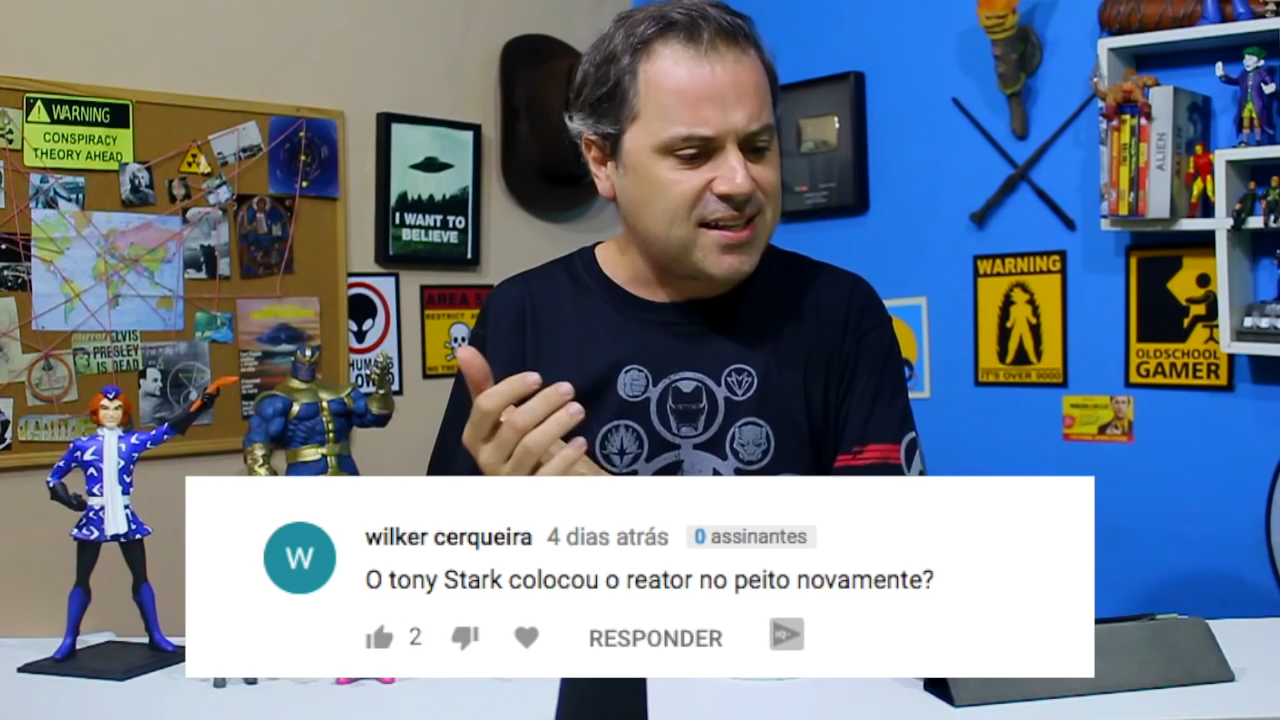 WARNING
CONSPIRACY
THEORY AHEAD
ELVIS
PRESLEY
IS DEAD
I WANT TO
BELIEVE
AREA 5
ALIEN
WARNING
IT'S OVER 9000
OLDSCHOOL
GAMER
W
wilker cerqueira 4 dias atrás 0 assinantes
O tony Stark colocou o reator no peito novamente?
2 RESPONDER